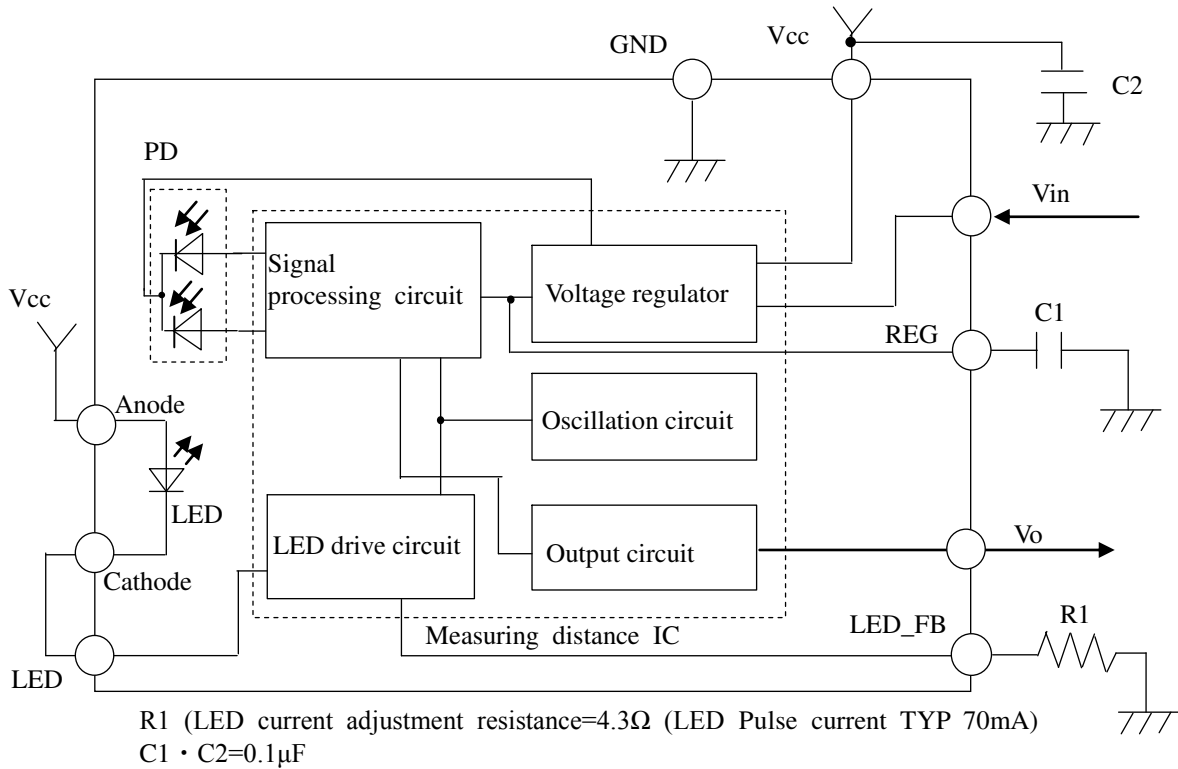 GND
Vcc
C2
PD
Vin
Signal
processing circuit
Voltage regulator
Vcc
REG
C1
Anode
Oscillation circuit
LED
LED drive circuit
Output circuit
Vo
Cathode
LED_FB
R1
Measuring distance IC
LED
R1 (LED current adjustment resistance=4.3Ω (LED Pulse current TYP 70mA)
C1・C2=0.1μF